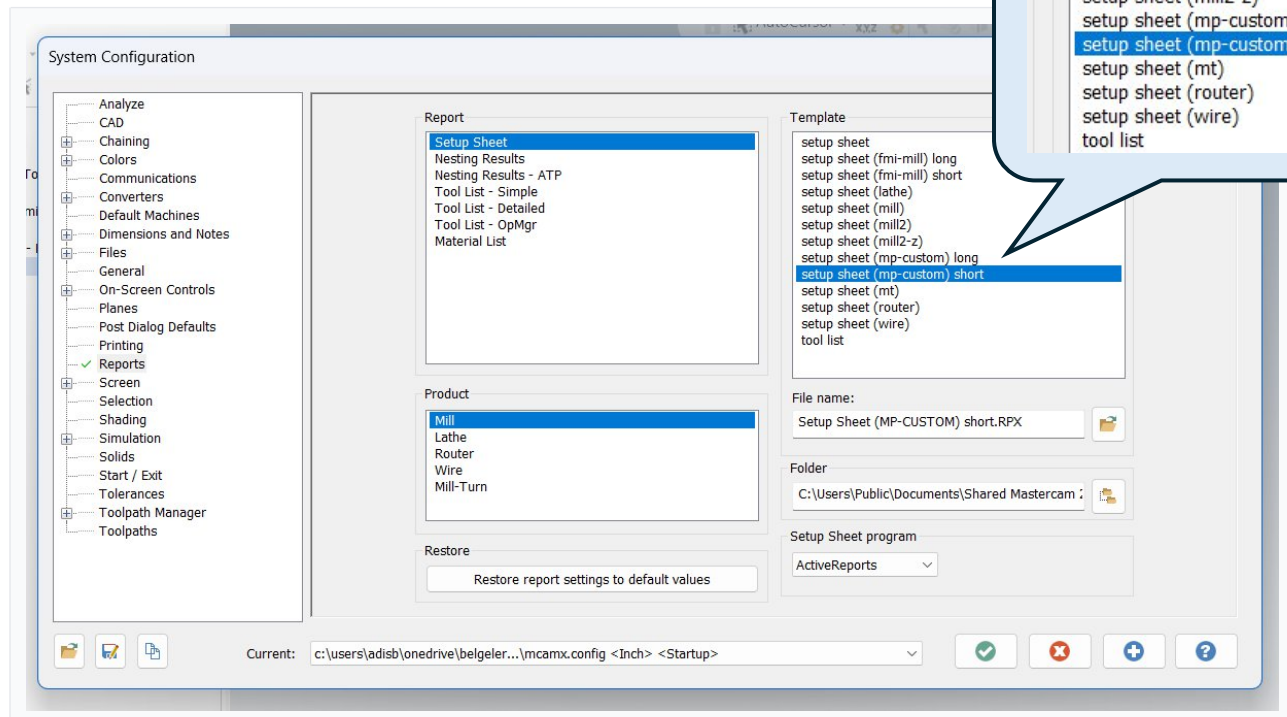 AutoCursor
XYZ
System Configuration
Analyze
CAD
Chaining
Colors
Communications
Converters
Default Machines
Dimensions and Notes
Files
General
On-Screen Controls
Planes
Post Dialog Defaults
Printing
Reports
Screen
Selection
Shading
Simulation
Solids
Start / Exit
Tolerances
Toolpath Manager
Toolpaths
Report
Setup Sheet
Nesting Results
Nesting Results - ATP
Tool List - Simple
Tool List - Detailed
Tool List - OpMgr
Material List
Product
Mill
Lathe
Router
Wire
Mill-Turn
Restore
Restore report settings to default values
Template
setup sheet
setup sheet (fmi-mill) long
setup sheet (fmi-mill) short
setup sheet (lathe)
setup sheet (mill)
setup sheet (mill2)
setup sheet (mill2-z)
setup sheet (mp-custom) long
setup sheet (mp-custom) short
setup sheet (mt)
setup sheet (router)
setup sheet (wire)
tool list
File name:
Setup Sheet (MP-CUSTOM) short.RPX
Folder
C:\Users\Public\Documents\Shared Mastercam
Setup Sheet program
ActiveReports
Current: c:\users\adisb\onedrive\belgeler...\mcamx.config <Inch> <Startup>
setup sheet (mill2-z)
setup sheet (mp-custom
setup sheet (mp-custom
setup sheet (mt)
setup sheet (router)
setup sheet (wire)
tool list